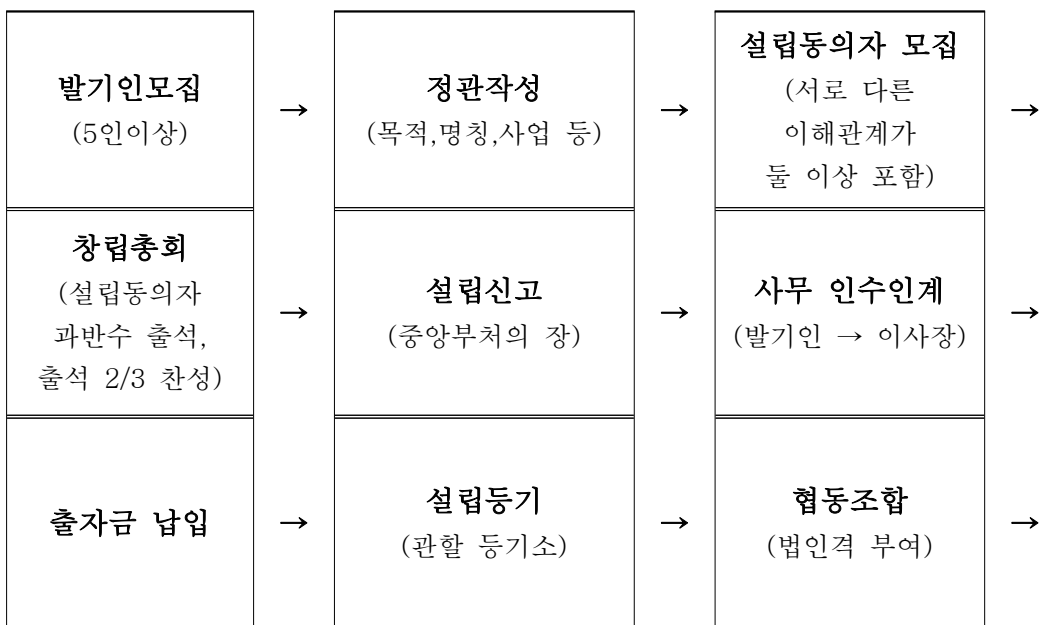 발기인모집
(5인이상)
→
정관작성
(목적,명칭,사업 등)
→
설립동의자 모집
(서로 다른
이해관계가
둘 이상 포함)
→
창립총회
(설립동의자
과반수 출석,
출석 2/3 찬성)
→
설립신고
(중앙부처의 장)
→
사무 인수인계
(발기인 → 이사장)
→
출자금 납입
→
설립등기
(관할 등기소)
→
협동조합
(법인격 부여)
→